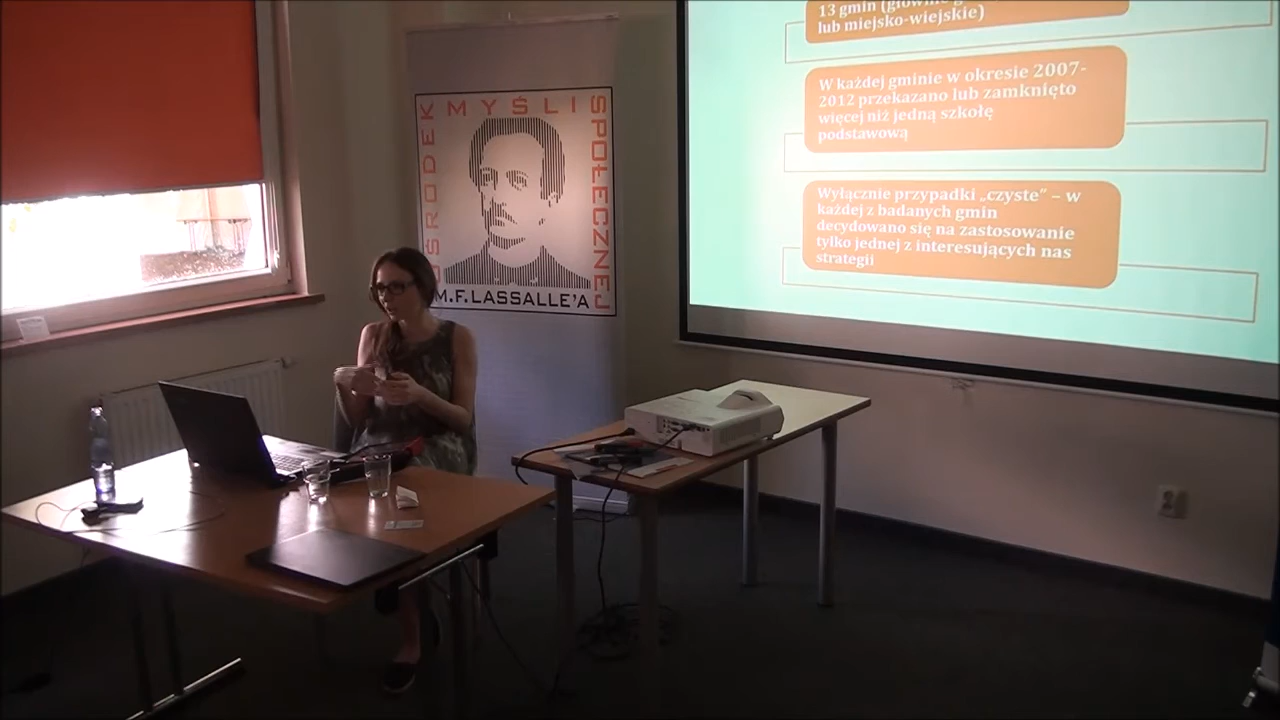 OŚRODEK MYŚLI SPOŁECZNEJ
IM.F.LASSALLE'A
13 gmin (głównie
lub miejsko-wiejskie)
W każdej gminie w okresie 2007-
2012 przekazano lub zamknięto
więcej niż jedną szkołę
podstawową
Wyłącznie przypadki „czyste” – w
każdej z badanych gmin
decydowano się na zastosowanie
tylko jednej z interesujących nas
strategii